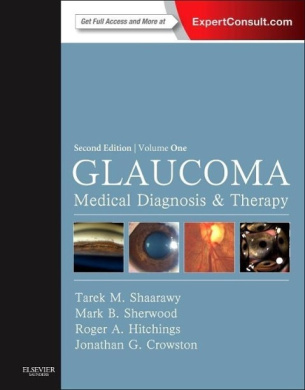 Get Full Access and More at
ExpertConsult.com
Second Edition | Volume One
GLAUCOMA
Medical Diagnosis & Therapy
Tarek M. Shaarawy
Mark B. Sherwood
Roger A. Hitchings
Jonathan G. Crowston
ELSEVIER
SAUNDERS